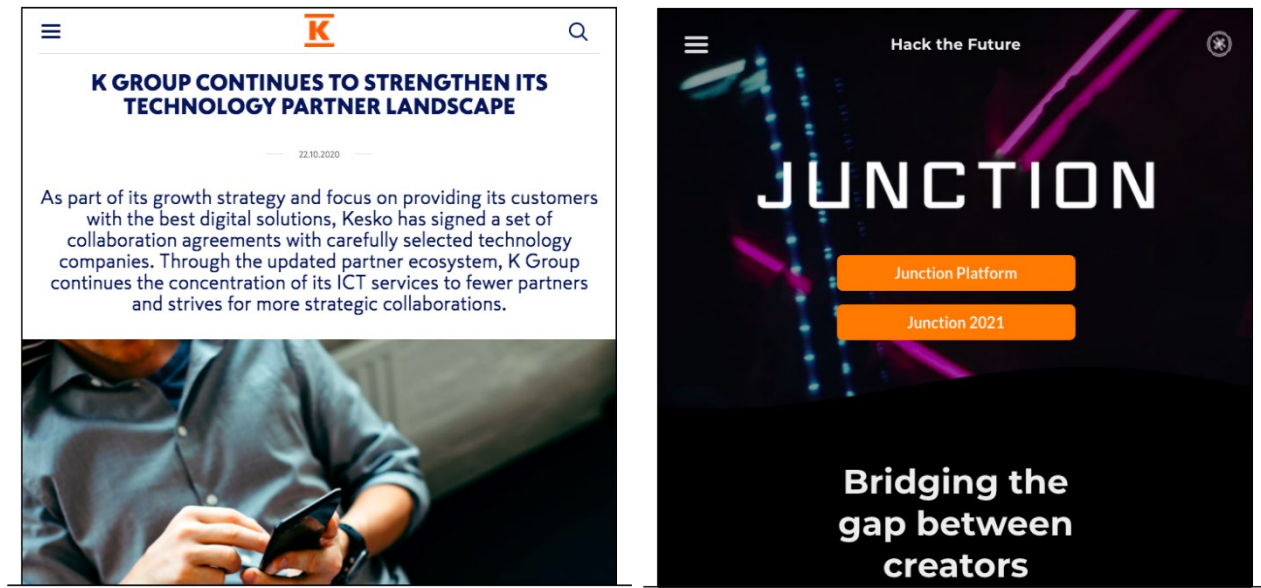 K
K GROUP CONTINUES TO STRENGTHEN ITS
TECHNOLOGY PARTNER LANDSCAPE
22.10.2020
As part of its growth strategy and focus on providing its customers
with the best digital solutions, Kesko has signed a set of
collaboration agreements with carefully selected technology
companies. Through the updated partner ecosystem, K Group
continues the concentration of its ICT services to fewer partners
and strives for more strategic collaborations.
Hack the Future
JUNCTION
Junction Platform
Junction 2021
Bridging the
gap between
creators